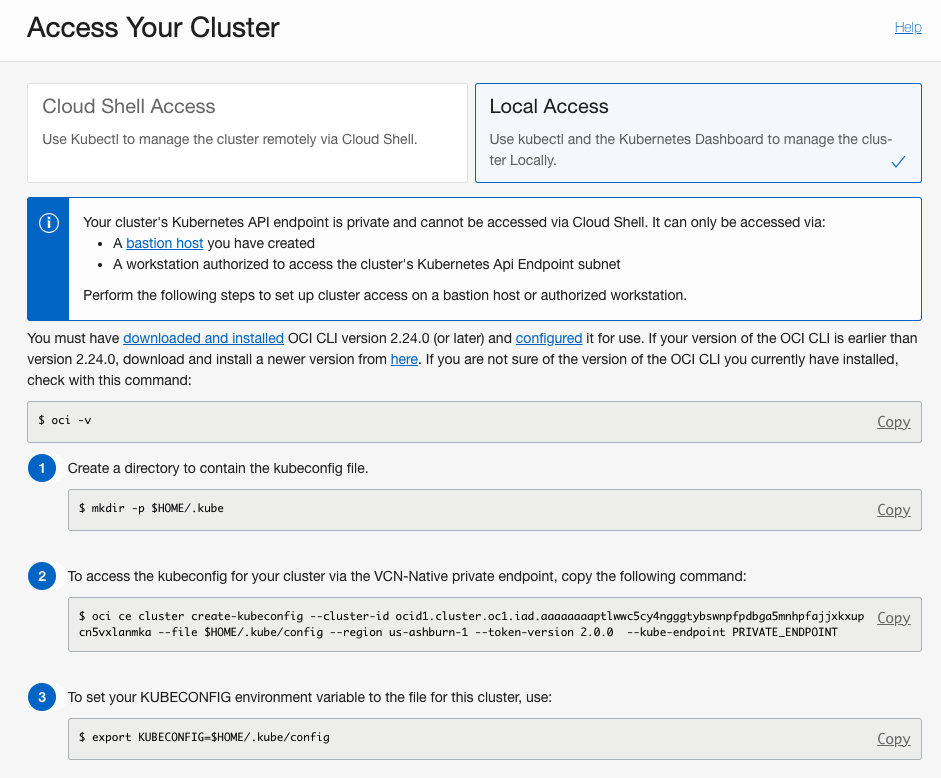 Access Your Cluster
Help
Cloud Shell Access
Use Kubectl to manage the cluster remotely via Cloud Shell.
Local Access
Use kubectl and the Kubernetes Dashboard to manage the clus-
ter Locally.
Your cluster's Kubernetes API endpoint is private and cannot be accessed via Cloud Shell. It can only be accessed via:
• A bastion host you have created
• A workstation authorized to access the cluster's Kubernetes Api Endpoint subnet
Perform the following steps to set up cluster access on a bastion host or authorized workstation.
You must have downloaded and installed OCI CLI version 2.24.0 (or later) and configured it for use. If your version of the OCI CLI is earlier than
version 2.24.0, download and install a newer version from here. If you are not sure of the version of the OCI CLI you currently have installed,
check with this command:
$ oci -v
Copy
1 Create a directory to contain the kubeconfig file.
$ mkdir -p $HOME/.kube
Copy
2 To access the kubeconfig for your cluster via the VCN-Native private endpoint, copy the following command:
$ oci ce cluster create-kubeconfig --cluster-id ocid1.cluster.oc1.iad.aaaaaaaaptlwwc5cy4ngggtybswnpfpdbga5mnhpfajjxkxup
cn5vxlanmka --file $HOME/.kube/config --region us-ashburn-1 --token-version 2.0.0  --kube-endpoint PRIVATE_ENDPOINT
Copy
3 To set your KUBECONFIG environment variable to the file for this cluster, use:
$ export KUBECONFIG=$HOME/.kube/config
Copy